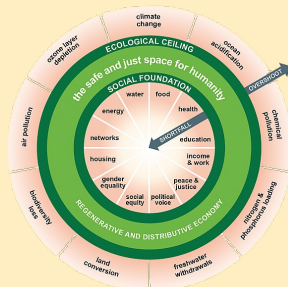 climate
change
ocean
acidification
chemical
pollution
nitrogen &
phosphorus loading
freshwater
withdrawals
land
conversion
biodiversity
loss
air pollution
ozone layer
depletion
ECOLOGICAL CEILING
the safe and just space for humanity
SOCIAL FOUNDATION
OVERSHOOT
SHORTFALL
water
food
health
education
income
& work
peace &
justice
political
voice
social
equity
gender
equality
housing
networks
energy
REGENERATIVE AND DISTRIBUTIVE ECONOMY